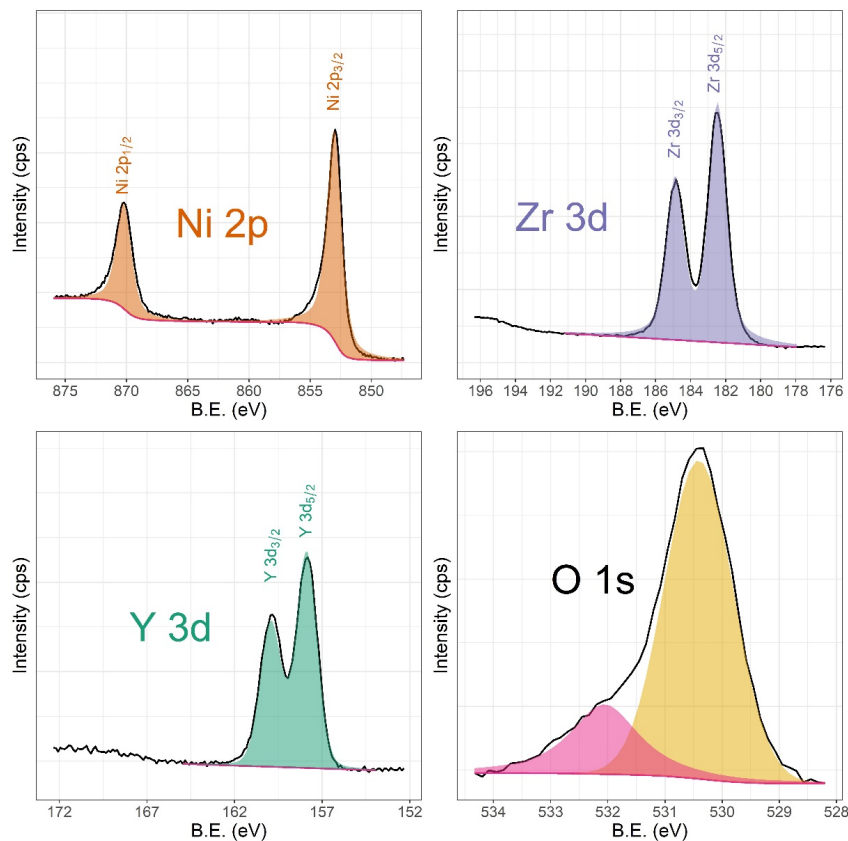 Intensity (cps)
Ni 2p1/2
Ni 2p3/2
Ni 2p
875 870 865 860 855 850
B.E. (eV)
Intensity (cps)
Zr 3d3/2
Zr 3d5/2
Zr 3d
196 194 192 190 188 186 184 182 180 178 176
B.E. (eV)
Intensity (cps)
Y 3d3/2
Y 3d5/2
Y 3d
172 167 162 157 152
B.E. (eV)
Intensity (cps)
O 1s
534 533 532 531 530 529 528
B.E. (eV)